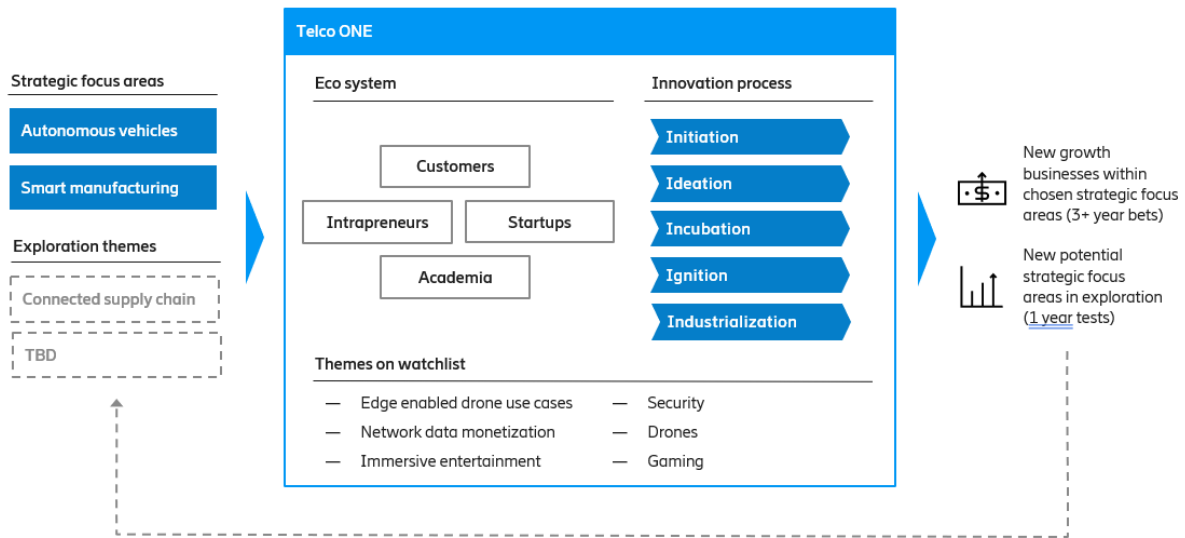 Telco ONE
Strategic focus areas
Autonomous vehicles
Smart manufacturing
Exploration themes
Connected supply chain
TBD
Eco system
Customers
Intrapreneurs
Startups
Academia
Innovation process
Initiation
Ideation
Incubation
Ignition
Industrialization
Themes on watchlist
— Edge enabled drone use cases
— Network data monetization
— Immersive entertainment
— Security
— Drones
— Gaming
$
New growth
businesses within
chosen strategic focus
areas (3+ year bets)
New potential
strategic focus
areas in exploration
(1 year tests)